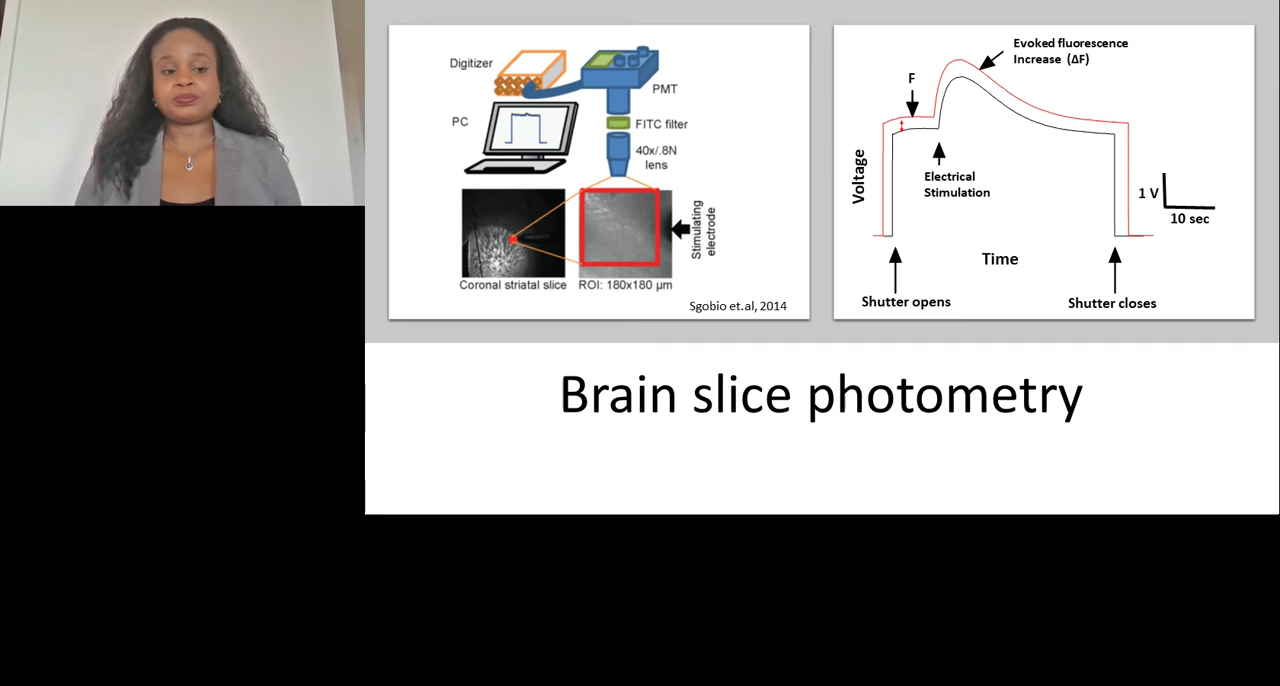 Digitizer
PMT
PC
FITC filter
40x/.8N
lens
Stimulating
electrode
Coronal striatal slice
ROI: 180x180 µm
Sgobio et.al, 2014
Evoked fluorescence
Increase (ΔF)
F
Electrical
Stimulation
Voltage
1 V
10 sec
Time
Shutter opens
Shutter closes
Brain slice photometry